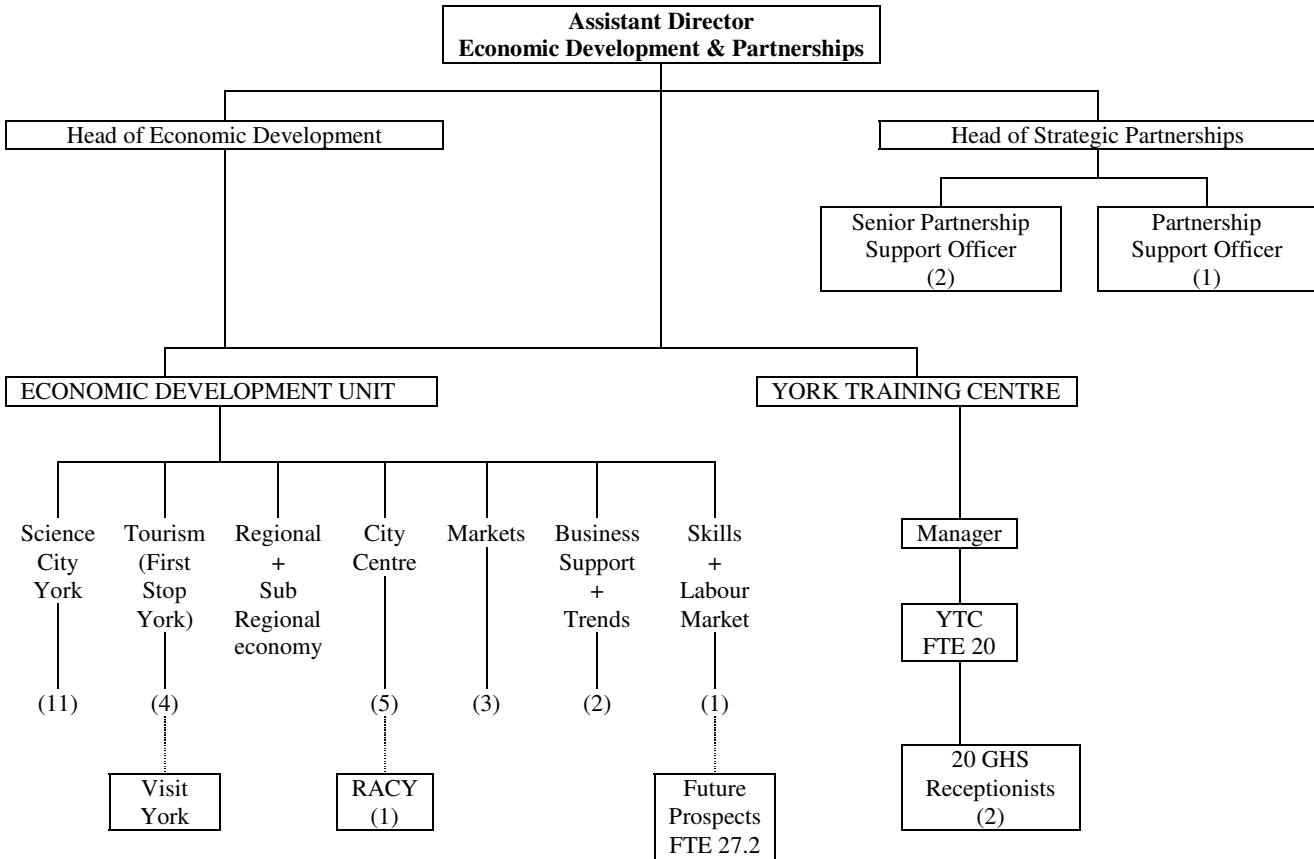 Assistant Director
Economic Development & Partnerships
Head of Economic Development
Head of Strategic Partnerships
Senior Partnership
Support Officer
(2)
Partnership
Support Officer
(1)
ECONOMIC DEVELOPMENT UNIT
YORK TRAINING CENTRE
Science
City
York
(11)
Tourism
(First
Stop
York)
(4)
Visit
York
Regional
+
Sub
Regional
economy
City
Centre
(5)
RACY
(1)
Markets
(3)
Business
Support
+
Trends
(2)
Skills
+
Labour
Market
(1)
Future
Prospects
FTE 27.2
Manager
YTC
FTE 20
20 GHS
Receptionists
(2)